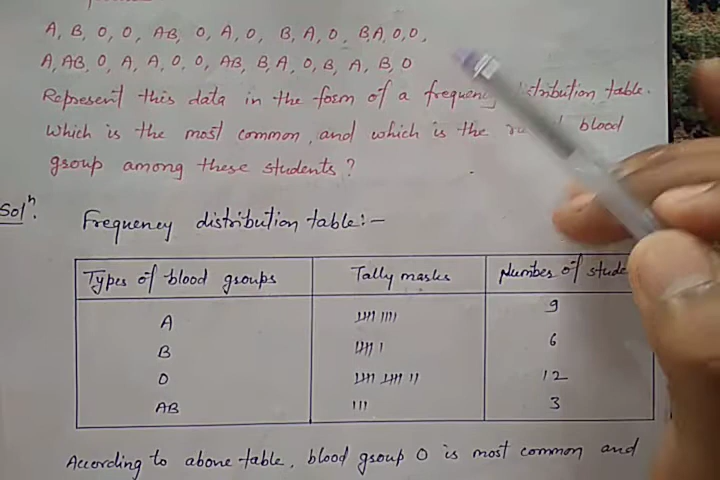 A, B, O, O, AB, O, A, O, B, A, O, B, A, O, O,
A, AB, O, A, A, O, O, AB, B, A, O, B, A, B, O
Represent this data in the form of a frequency distribution table.
Which is the most common, and which is the blood
group among these students?
Solⁿ. Frequency distribution table:-
Types of blood groups Tally masks Number of
A 𝍸 |||| 9
B 𝍸 | 6
O 𝍸 𝍸 || 12
AB ||| 3
According to above table, blood group O is most common and